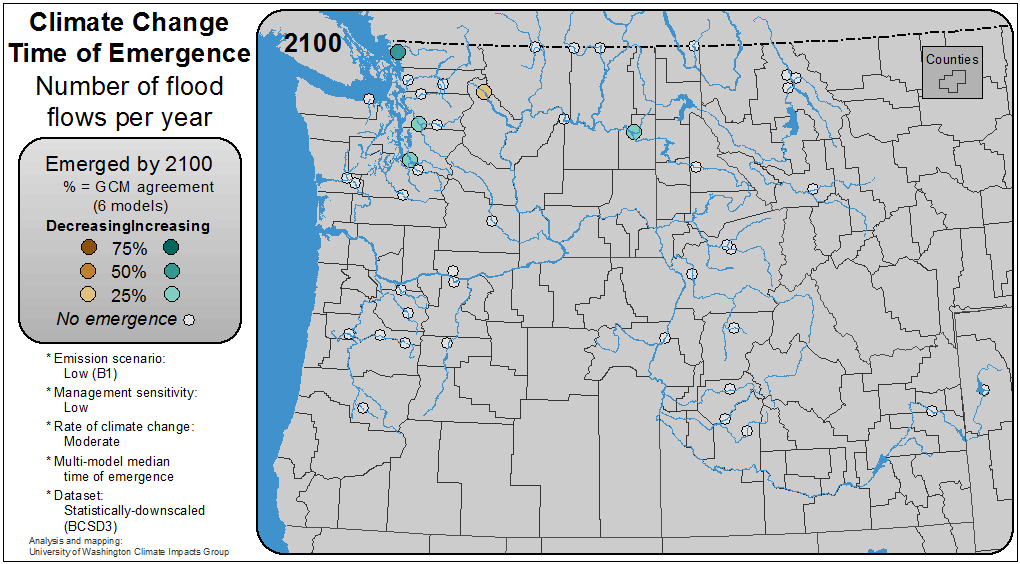 Climate Change
Time of Emergence
Number of flood
flows per year
Emerged by 2100
% = GCM agreement
(6 models)
DecreasingIncreasing
75%
50%
25%
No emergence
* Emission scenario:
Low (B1)
* Management sensitivity:
Low
* Rate of climate change:
Moderate
* Multi-model median
time of emergence
* Dataset:
Statistically-downscaled
(BCSD3)
Analysis and mapping:
University of Washington Climate Impacts Group
2100
Counties